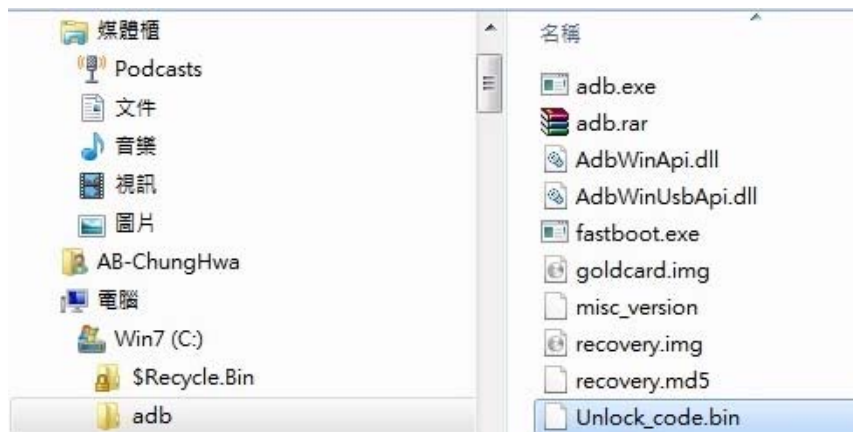 媒體櫃
Podcasts
文件
音樂
視訊
圖片
AB-ChungHwa
電腦
Win7 (C:)
$Recycle.Bin
adb
名稱
adb.exe
adb.rar
AdbWinApi.dll
AdbWinUsbApi.dll
fastboot.exe
goldcard.img
misc_version
recovery.img
recovery.md5
Unlock_code.bin